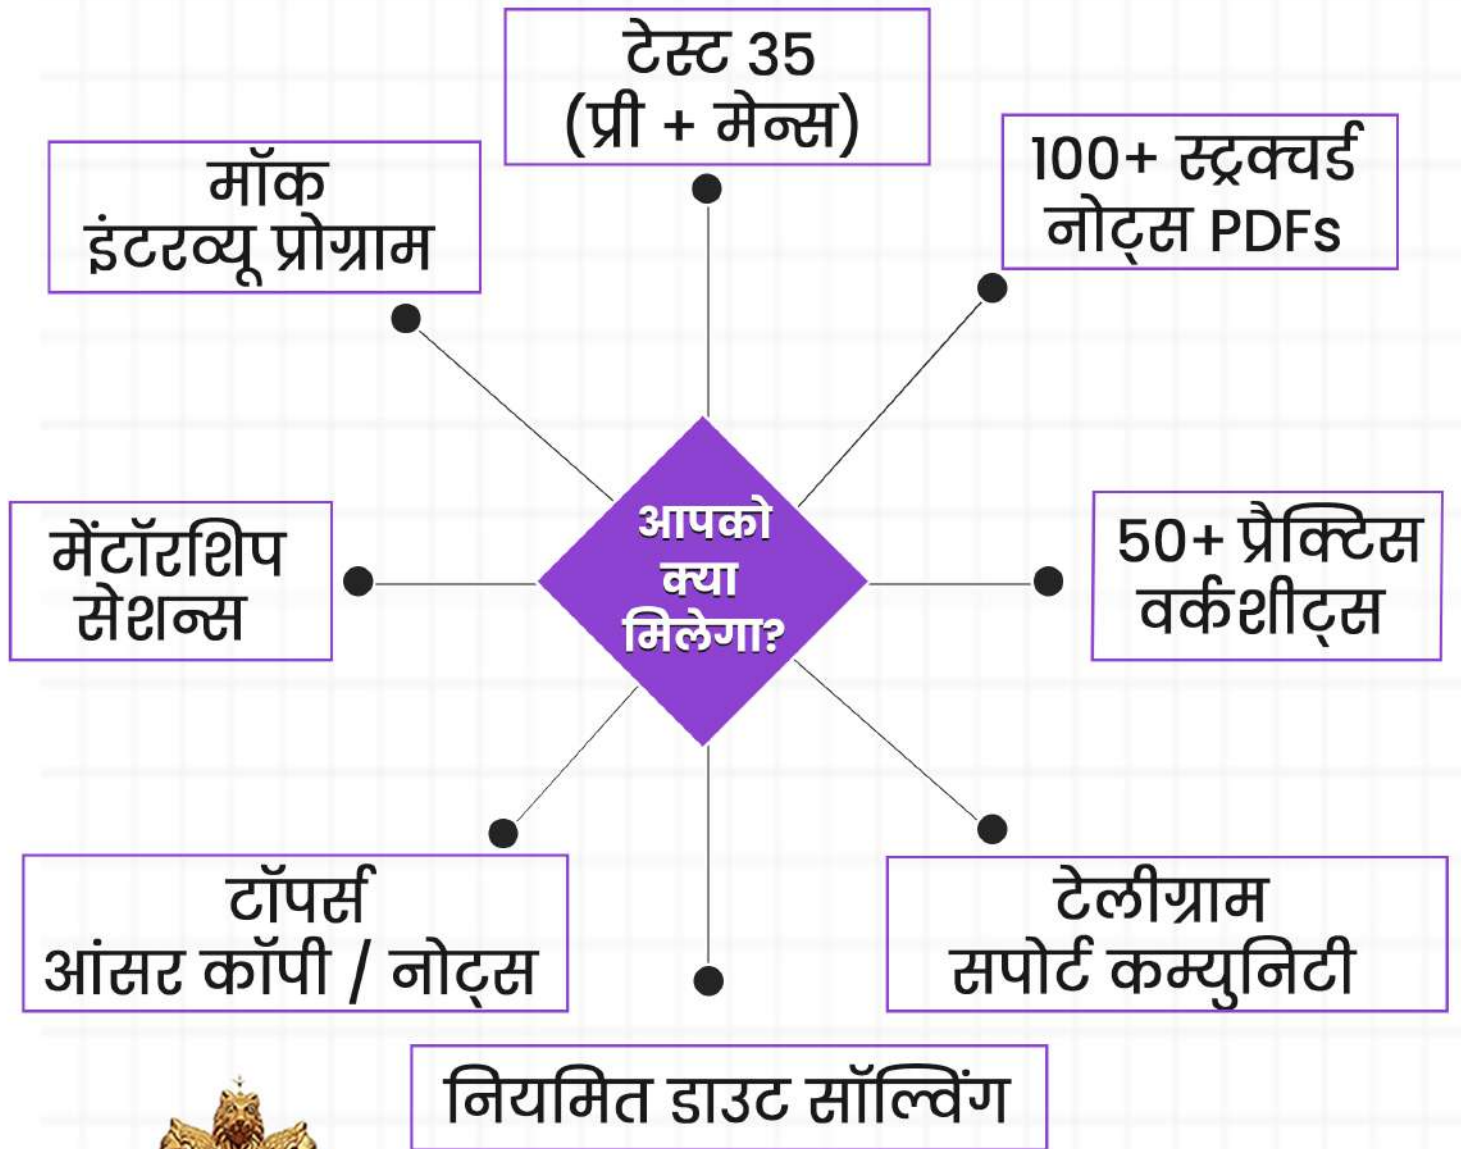 टेस्ट 35
(प्री + मेन्स)
मॉक
इंटरव्यू प्रोग्राम
100+ स्ट्रक्चर्ड
नोट्स PDFs
आपको
क्या
मिलेगा?
मेंटॉरशिप
सेशन्स
50+ प्रैक्टिस
वर्कशीट्स
टॉपर्स
आंसर कॉपी / नोट्स
टेलीग्राम
सपोर्ट कम्युनिटी
नियमित डाउट सॉल्विंग